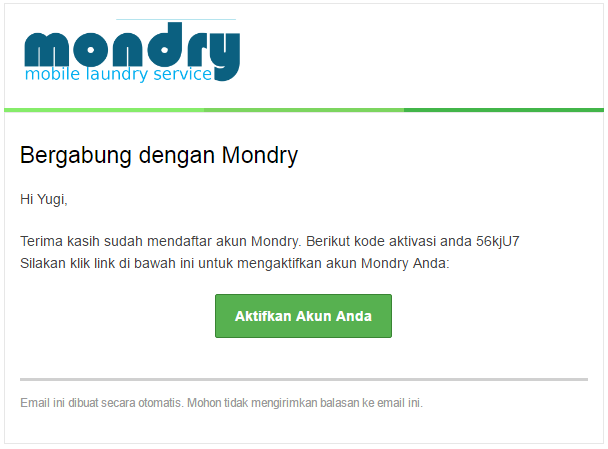 mondry
mobile laundry service
Bergabung dengan Mondry
Hi Yugi,
Terima kasih sudah mendaftar akun Mondry. Berikut kode aktivasi anda 56kjU7
Silakan klik link di bawah ini untuk mengaktifkan akun Mondry Anda:
Aktifkan Akun Anda
Email ini dibuat secara otomatis. Mohon tidak mengirimkan balasan ke email ini.